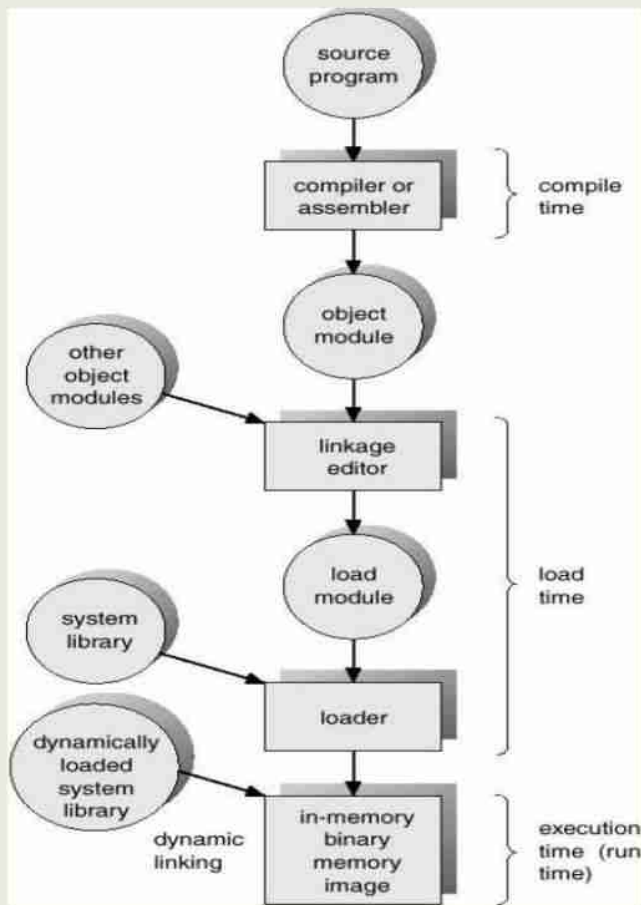 source
program
compiler or
assembler
compile
time
object
module
other
object
modules
linkage
editor
load
module
load
time
system
library
loader
dynamically
loaded
system
library
dynamic
linking
in-memory
binary
memory
image
execution
time (run
time)